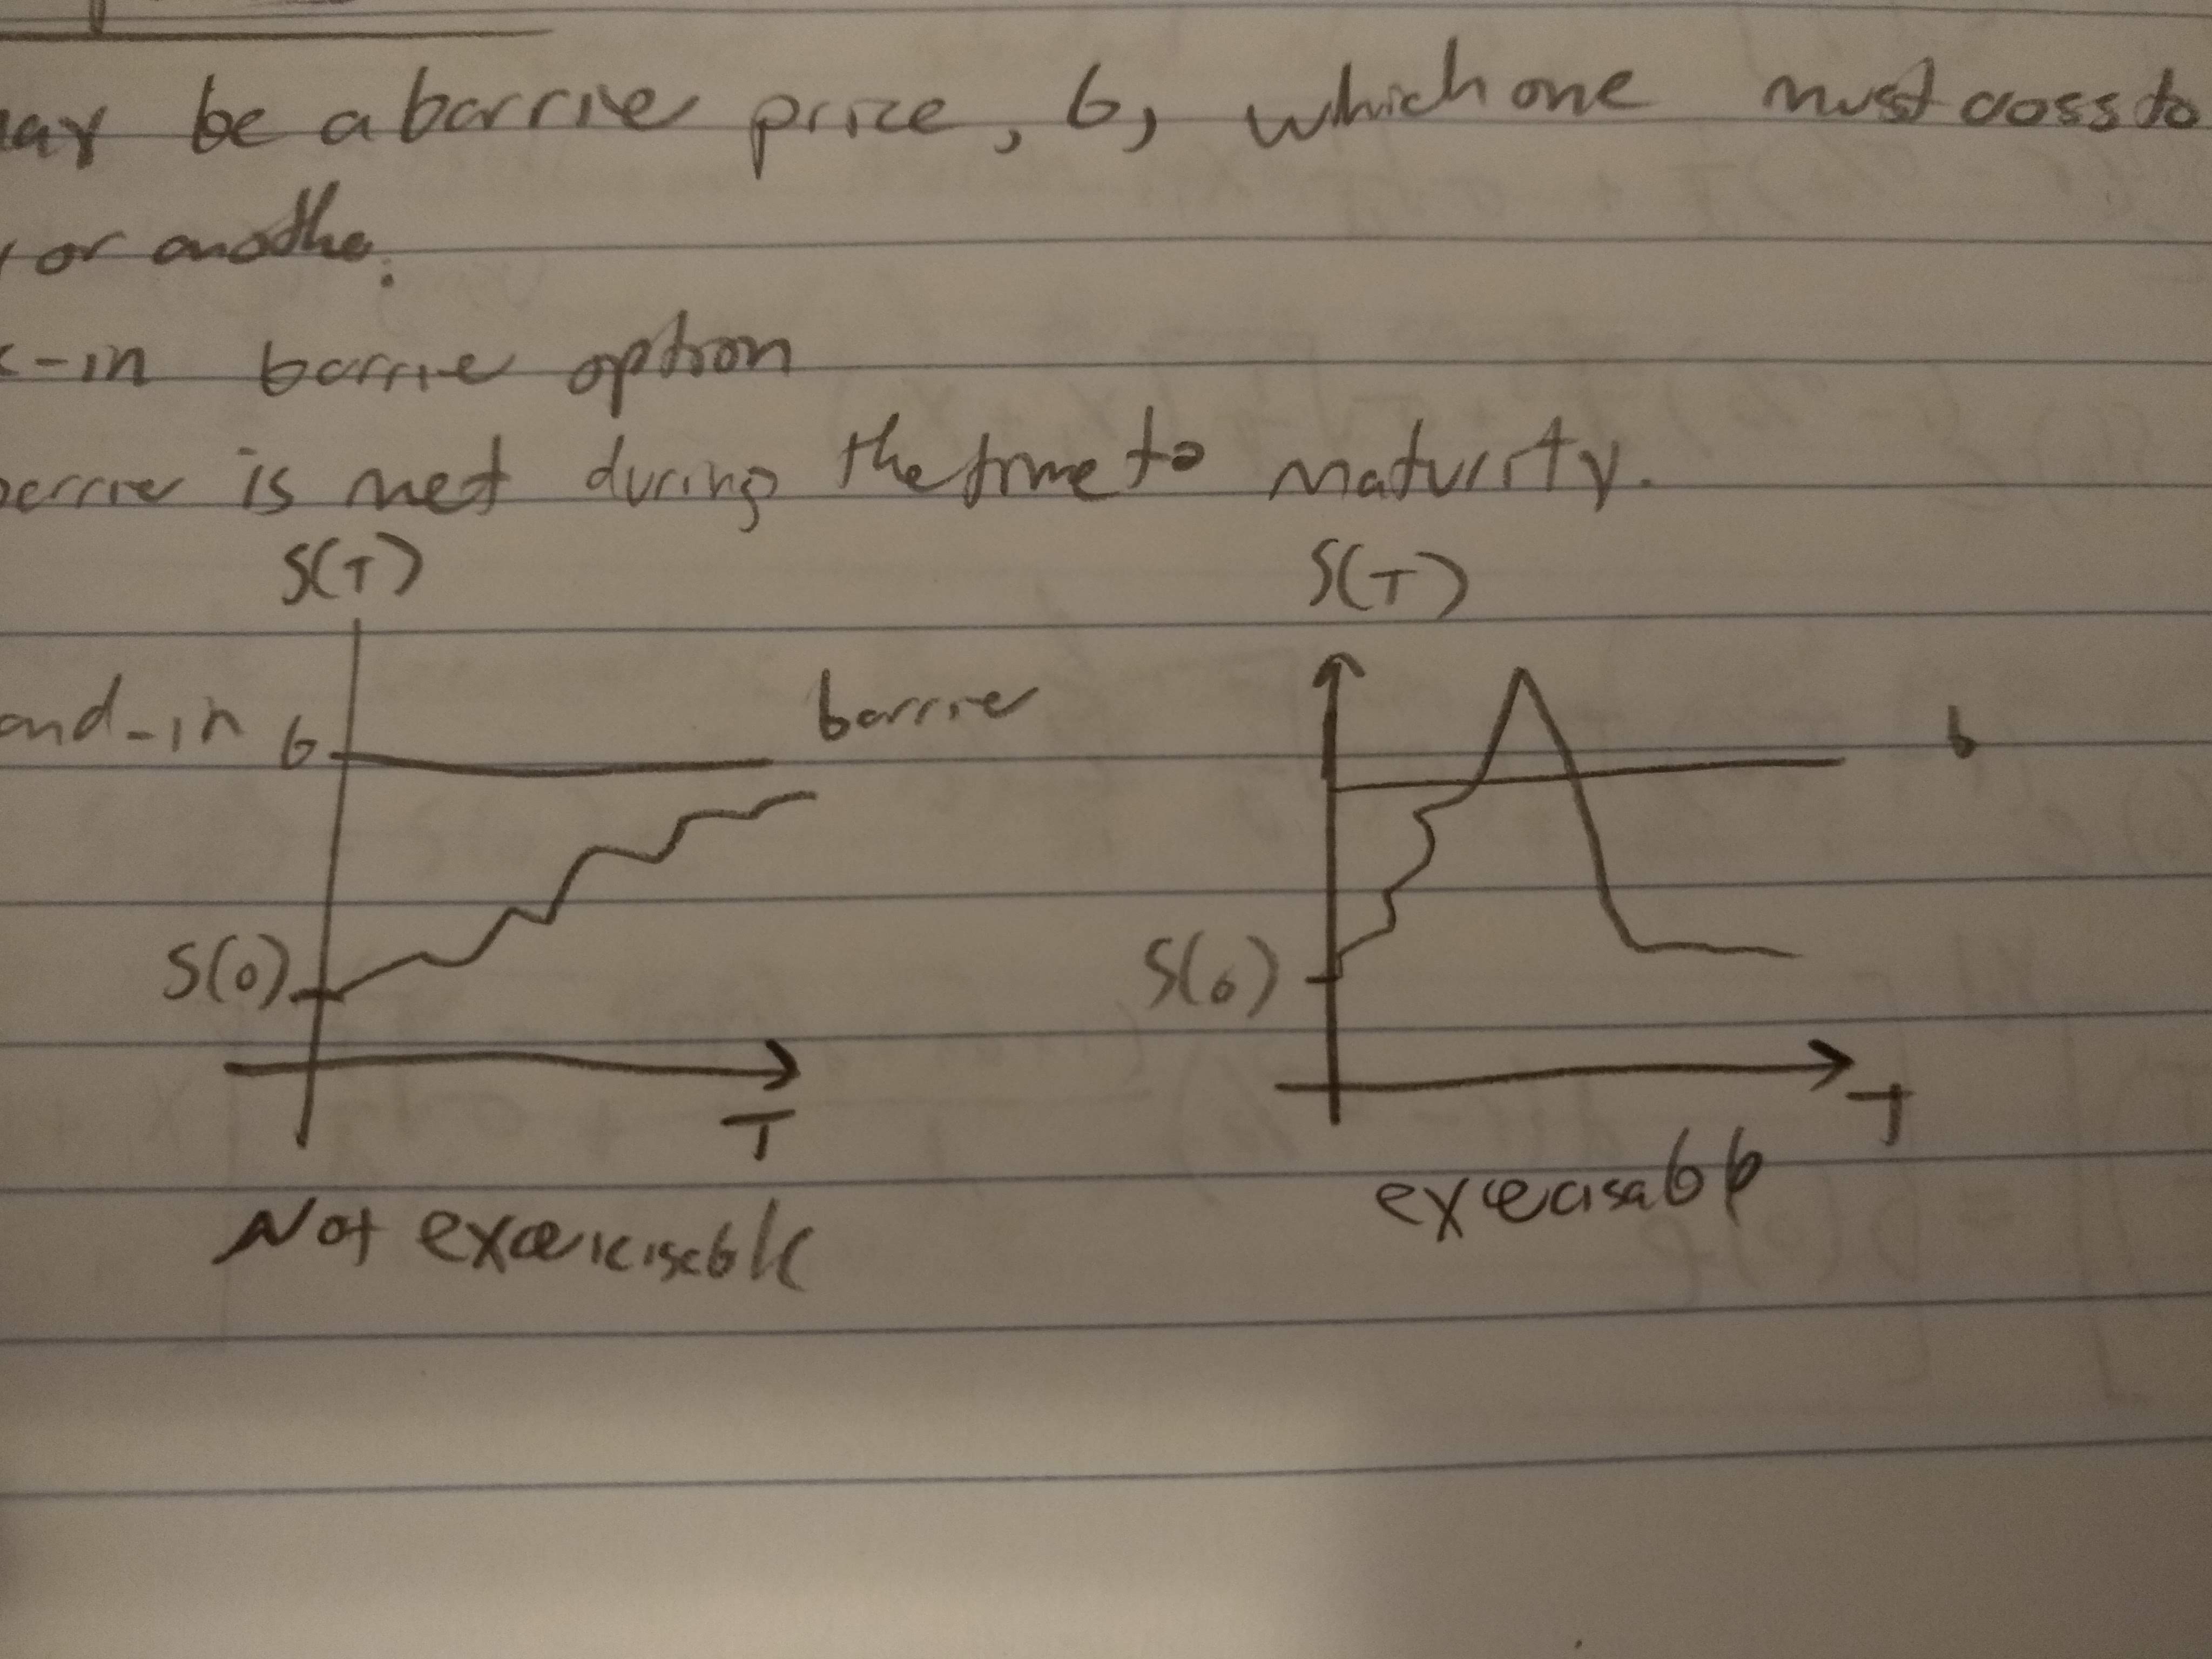 may be a barrier price, b, which one must cross to
or another.
k-in barrier option
barrier is met during the time to maturity.
S(T) S(T)
and-in b barrier b
S(0) S(0)
T T
Not exercisable exercisable